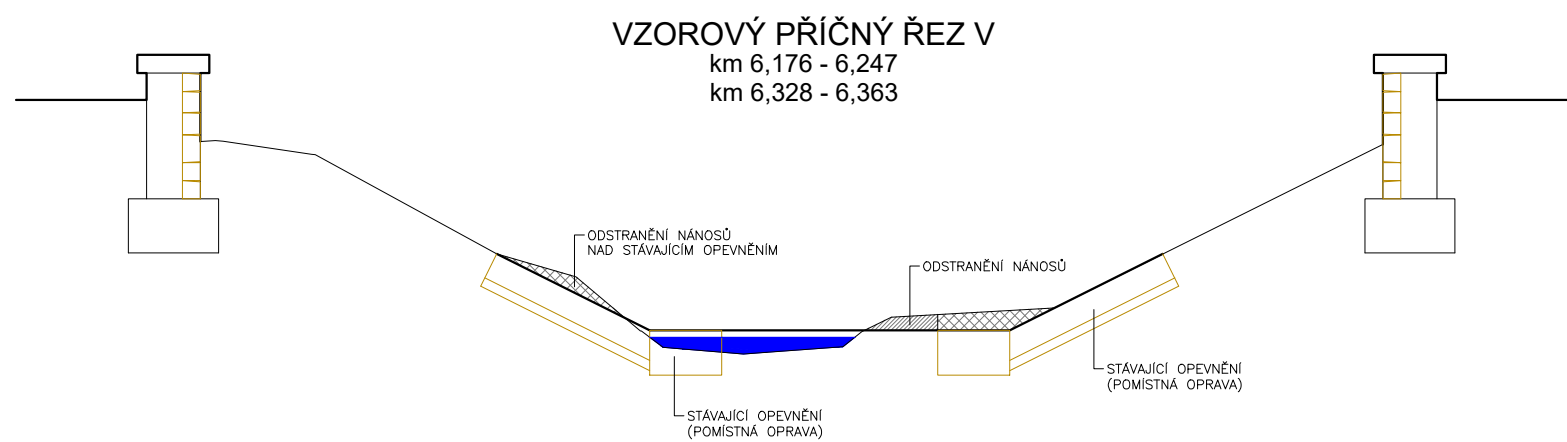 VZOROVÝ PŘÍČNÝ ŘEZ V
km 6,176 - 6,247
km 6,328 - 6,363
ODSTRANĚNÍ NÁNOSŮ
NAD STÁVAJÍCÍM OPEVNĚNÍM
ODSTRANĚNÍ NÁNOSŮ
STÁVAJÍCÍ OPEVNĚNÍ
(POMÍSTNÁ OPRAVA)
STÁVAJÍCÍ OPEVNĚNÍ
(POMÍSTNÁ OPRAVA)